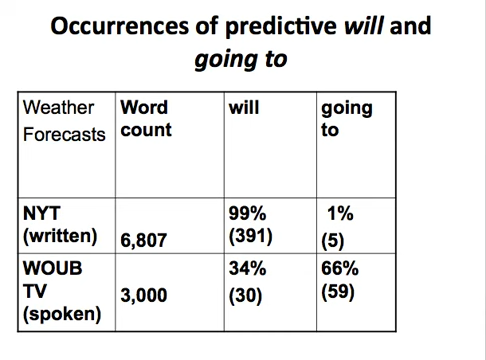 Occurrences of predictive will and
going to
Weather
Forecasts
Word
count
will
going
to
NYT
(written)
6,807
99%
(391)
1%
(5)
WOUB
TV
(spoken)
3,000
34%
(30)
66%
(59)